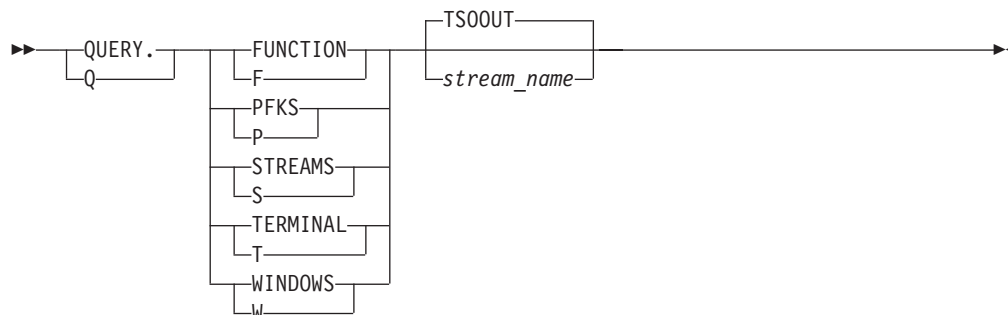 TSOOUT
QUERY. FUNCTION
Q F stream_name
PFKS
P
STREAMS
S
TERMINAL
T
WINDOWS
W